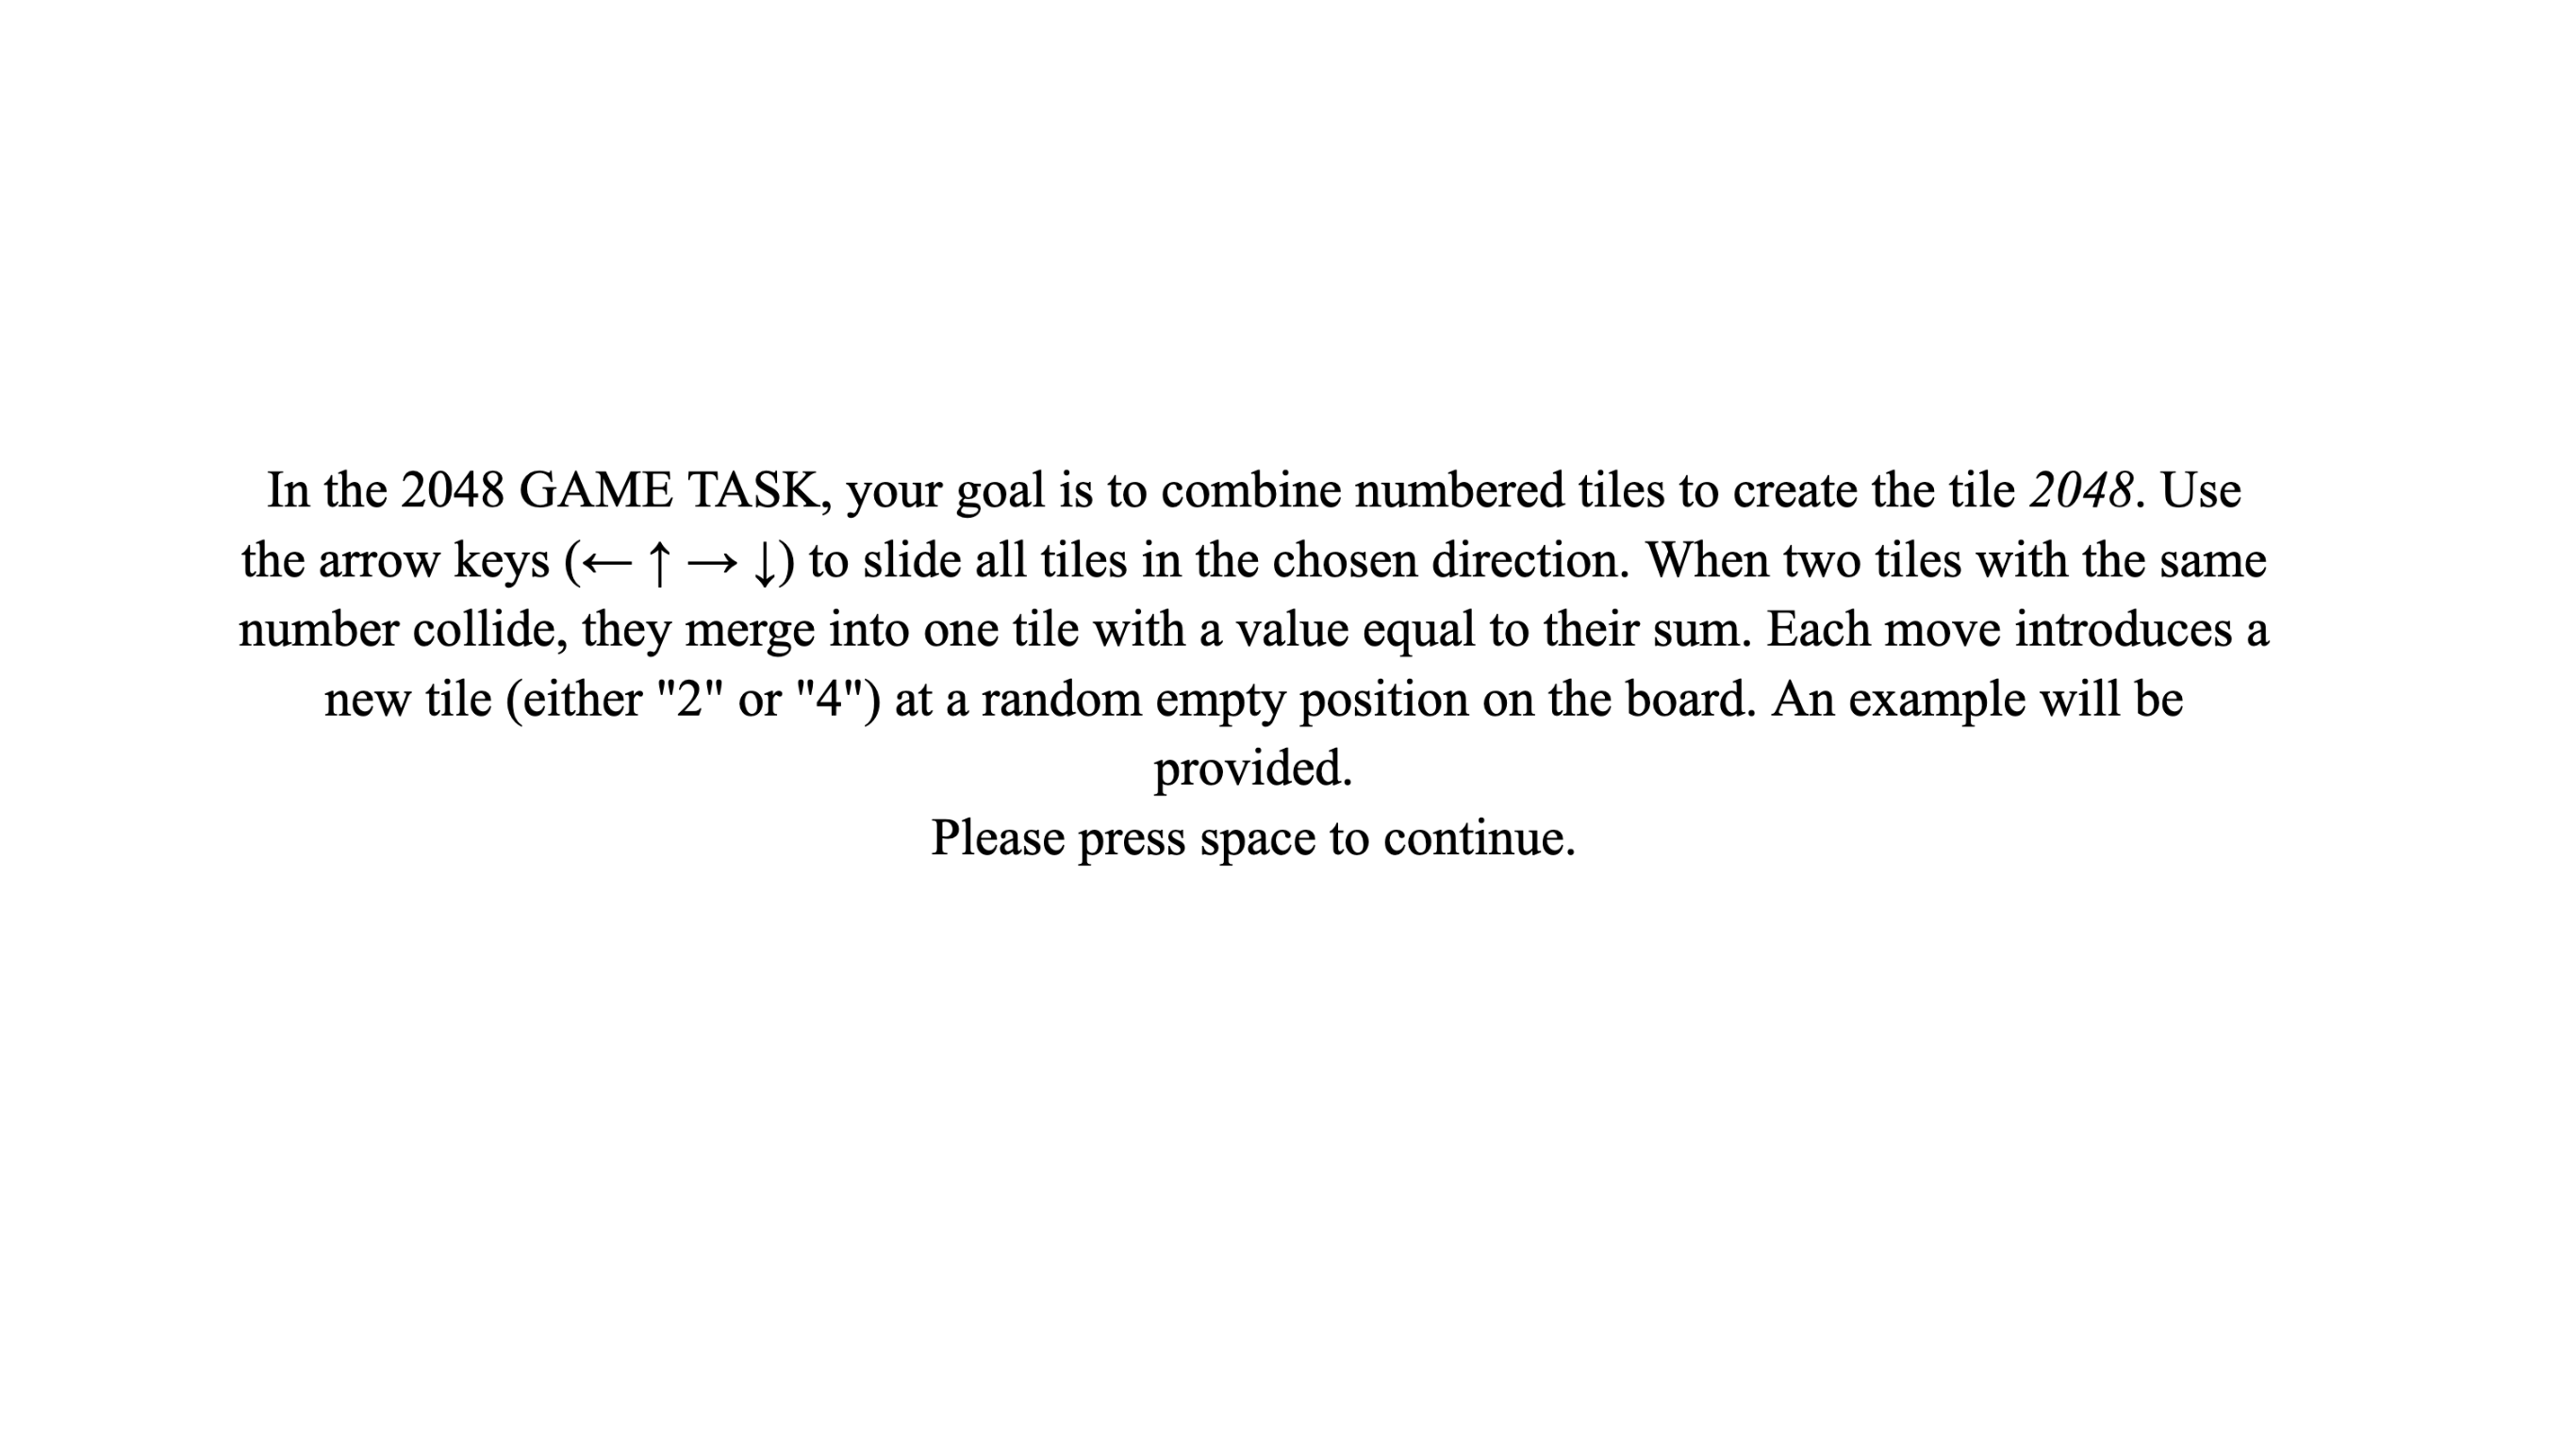 In the 2048 GAME TASK, your goal is to combine numbered tiles to create the tile 2048. Use
the arrow keys (← ↑ → ↓) to slide all tiles in the chosen direction. When two tiles with the same
number collide, they merge into one tile with a value equal to their sum. Each move introduces a
new tile (either "2" or "4") at a random empty position on the board. An example will be
provided.
Please press space to continue.